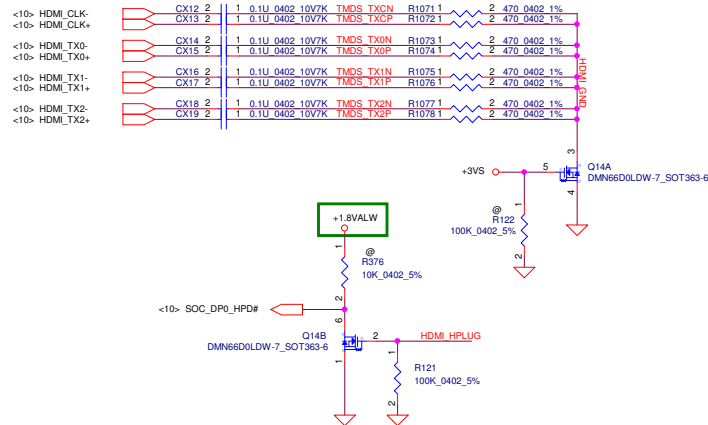 <10> HDMI_CLK- CX12 2 1 0.1U_0402_10V7K TMDS_TXCN R1071 1 2 470_0402_1%
<10> HDMI_CLK+ CX13 2 1 0.1U_0402_10V7K TMDS_TXCP R1072 1 2 470_0402_1%
<10> HDMI_TX0- CX14 2 1 0.1U_0402_10V7K TMDS_TX0N R1073 1 2 470_0402_1%
<10> HDMI_TX0+ CX15 2 1 0.1U_0402_10V7K TMDS_TX0P R1074 1 2 470_0402_1%
<10> HDMI_TX1- CX16 2 1 0.1U_0402_10V7K TMDS_TX1N R1075 1 2 470_0402_1%
<10> HDMI_TX1+ CX17 2 1 0.1U_0402_10V7K TMDS_TX1P R1076 1 2 470_0402_1%
<10> HDMI_TX2- CX18 2 1 0.1U_0402_10V7K TMDS_TX2N R1077 1 2 470_0402_1%
<10> HDMI_TX2+ CX19 2 1 0.1U_0402_10V7K TMDS_TX2P R1078 1 2 470_0402_1%
HDMI_GND
3
Q14A
+3VS 5 DMN66D0LDW-7_SOT363-6
4
1
@
R122
100K_0402_5%
2
+1.8VALW
1
@
R376
10K_0402_5%
2
<10> SOC_DP0_HPD#
6
Q14B 2 HDMI_HPLUG
DMN66D0LDW-7_SOT363-6
1
1
R121
100K_0402_5%
2